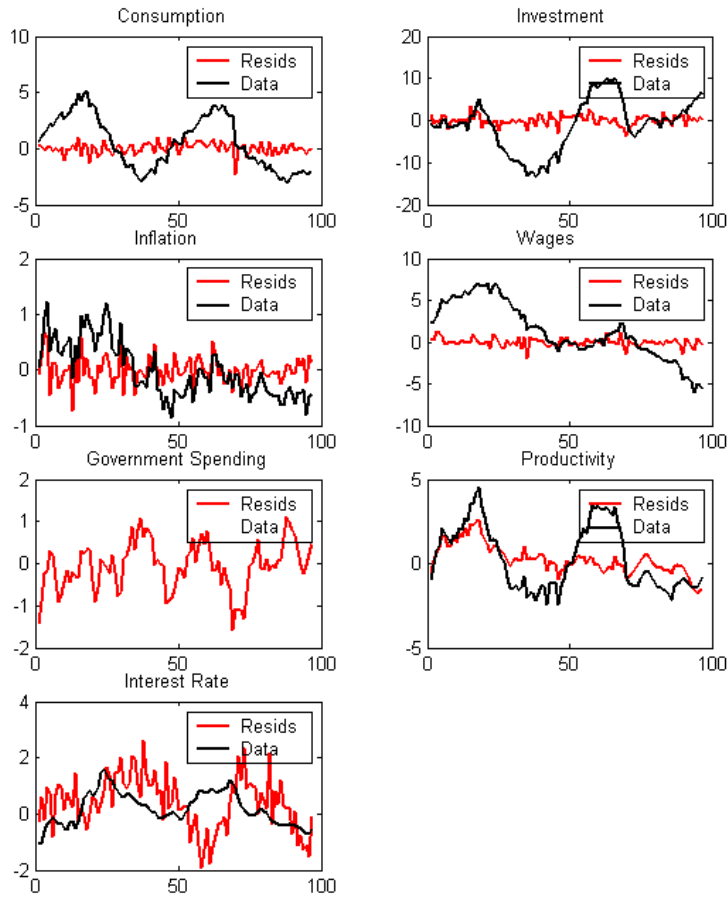 Consumption
10
5
0
-5
0
50
100
Resids
Data
Investment
20
10
0
-10
-20
0
50
100
Resids
Data
Inflation
2
1
0
-1
0
50
100
Resids
Data
Wages
10
5
0
-5
-10
0
50
100
Resids
Data
Government Spending
2
1
0
-1
-2
0
50
100
Resids
Data
Productivity
5
0
-5
0
50
100
Resids
Data
Interest Rate
4
2
0
-2
0
50
100
Resids
Data